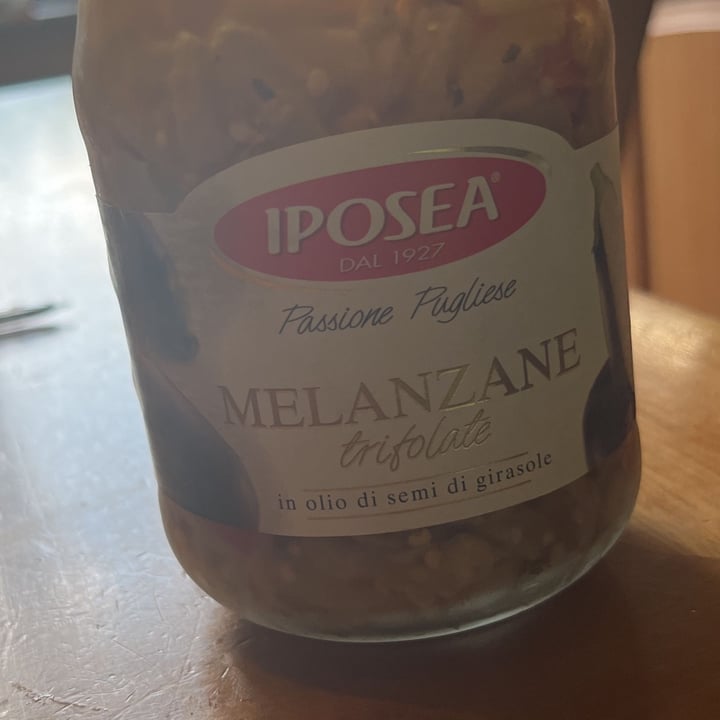 IPOSEA®
DAL 1927
Passione Pugliese
MELANZANE
trifolate
in olio di semi di girasole